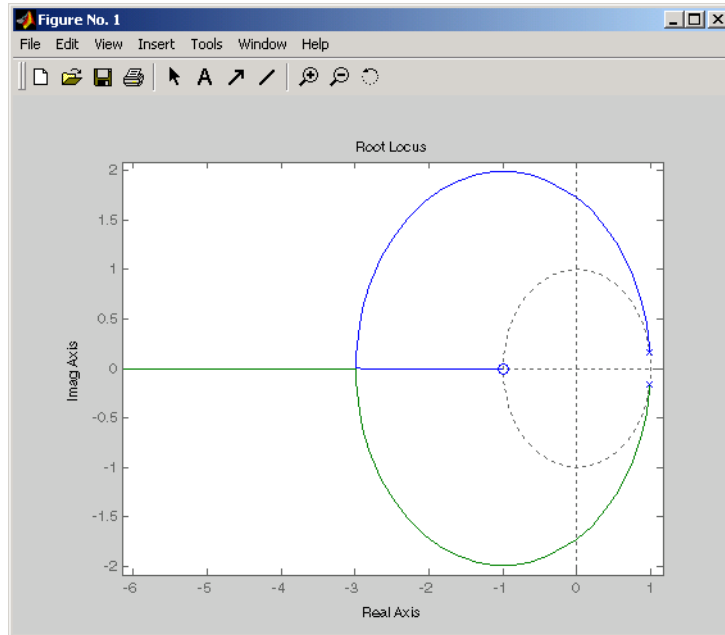 Figure No. 1
File Edit View Insert Tools Window Help
A
Root Locus
2
1.5
1
0.5
0
-0.5
-1
-1.5
-2
Imag Axis
-6 -5 -4 -3 -2 -1 0 1
Real Axis